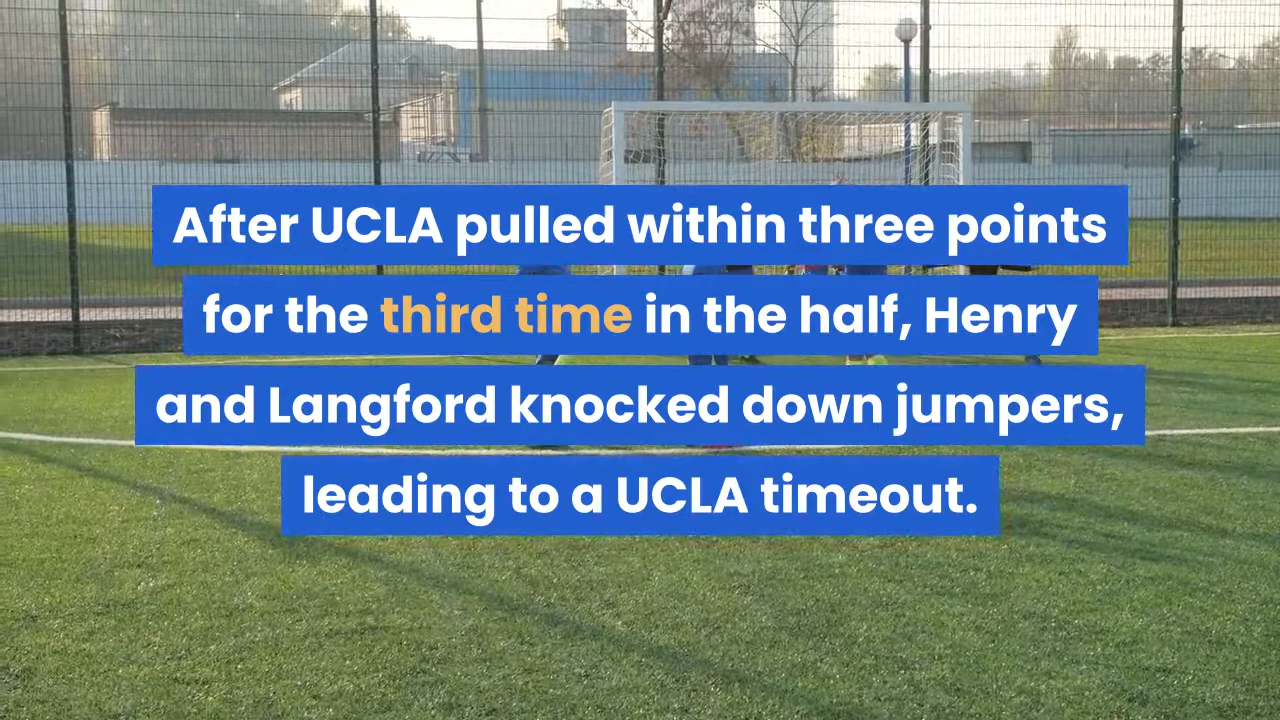 After UCLA pulled within three points
for the third time in the half, Henry
and Langford knocked down jumpers,
leading to a UCLA timeout.